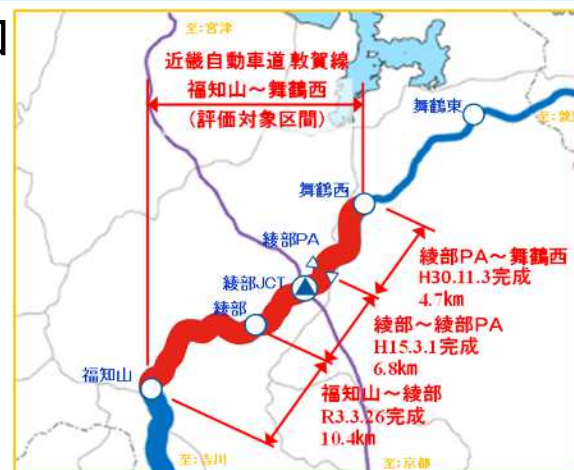 図
至:宮津
近畿自動車道 敦賀線
福知山～舞鶴西
(評価対象区間)
舞鶴東
至:敦賀
舞鶴西
綾部PA
綾部JCT
綾部
福知山
綾部PA～舞鶴西
H30.11.3完成
4.7km
綾部～綾部PA
H15.3.1完成
6.8km
福知山～綾部
R3.3.26完成
10.4km
至:吉川
至:京都